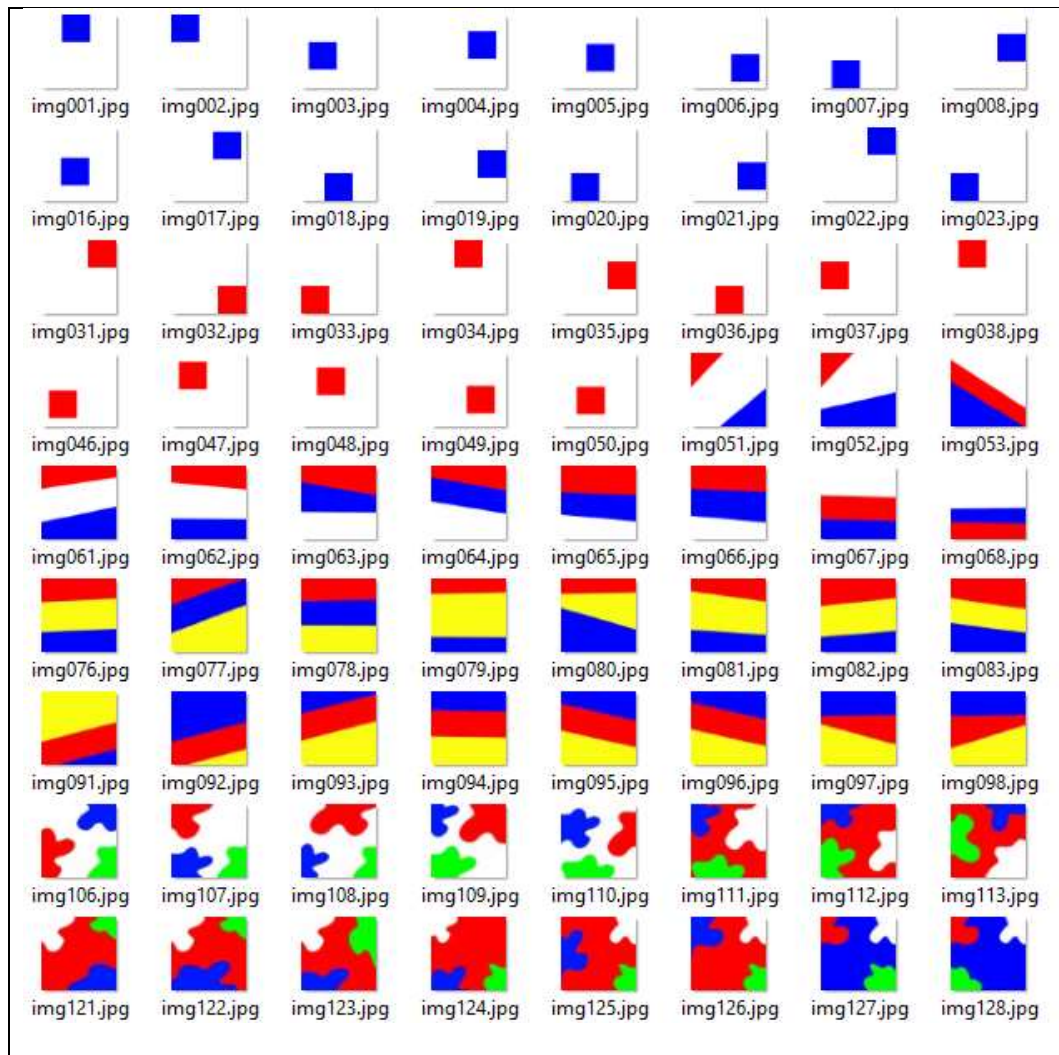 img001.jpg img002.jpg img003.jpg img004.jpg img005.jpg img006.jpg img007.jpg img008.jpg
img016.jpg img017.jpg img018.jpg img019.jpg img020.jpg img021.jpg img022.jpg img023.jpg
img031.jpg img032.jpg img033.jpg img034.jpg img035.jpg img036.jpg img037.jpg img038.jpg
img046.jpg img047.jpg img048.jpg img049.jpg img050.jpg img051.jpg img052.jpg img053.jpg
img061.jpg img062.jpg img063.jpg img064.jpg img065.jpg img066.jpg img067.jpg img068.jpg
img076.jpg img077.jpg img078.jpg img079.jpg img080.jpg img081.jpg img082.jpg img083.jpg
img091.jpg img092.jpg img093.jpg img094.jpg img095.jpg img096.jpg img097.jpg img098.jpg
img106.jpg img107.jpg img108.jpg img109.jpg img110.jpg img111.jpg img112.jpg img113.jpg
img121.jpg img122.jpg img123.jpg img124.jpg img125.jpg img126.jpg img127.jpg img128.jpg